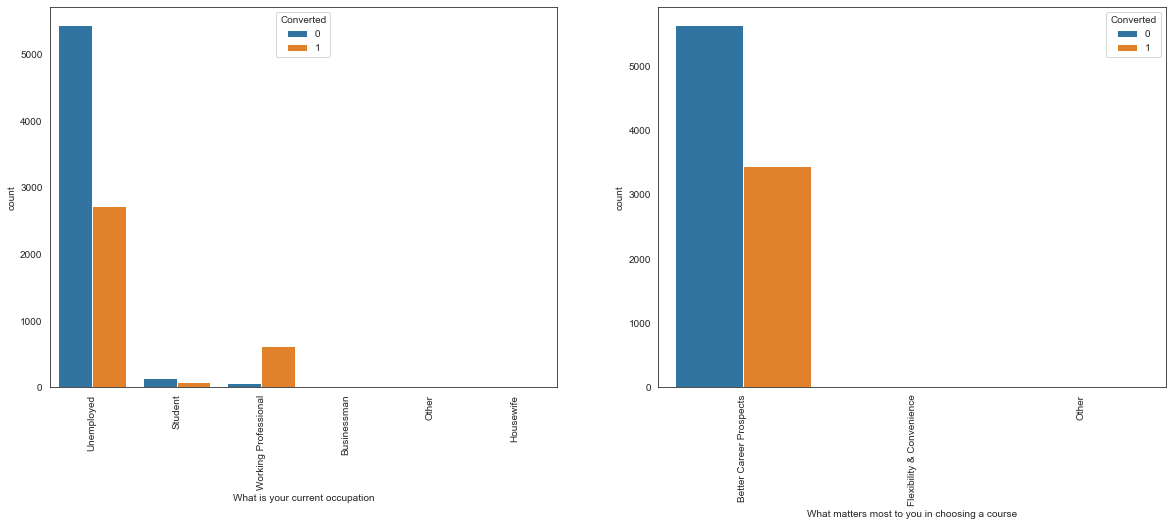 Converted
0
1
5000
4000
3000
2000
1000
0
count
Unemployed
Student
Working Professional
Businessman
Other
Housewife
What is your current occupation
Converted
0
1
5000
4000
3000
2000
1000
0
count
Better Career Prospects
Flexibility & Convenience
Other
What matters most to you in choosing a course